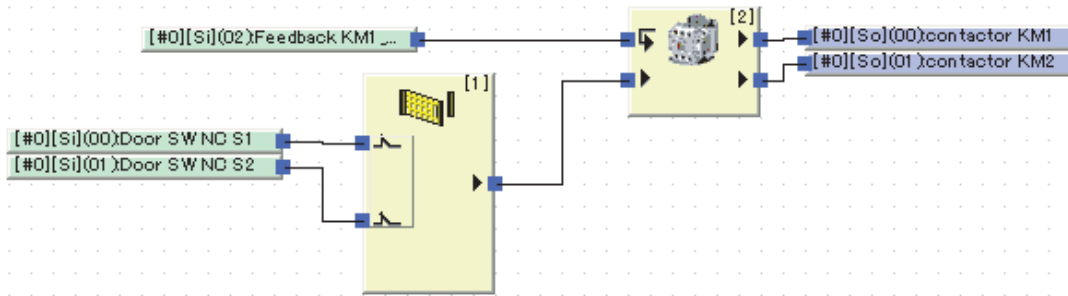 [2]
[#0][Si](02):Feedback KM1 _...
[#0][So](00):contactor KM1
[#0][So](01):contactor KM2
[1]
[#0][Si](00):Door SW NC S1
[#0][Si](01):Door SW NC S2